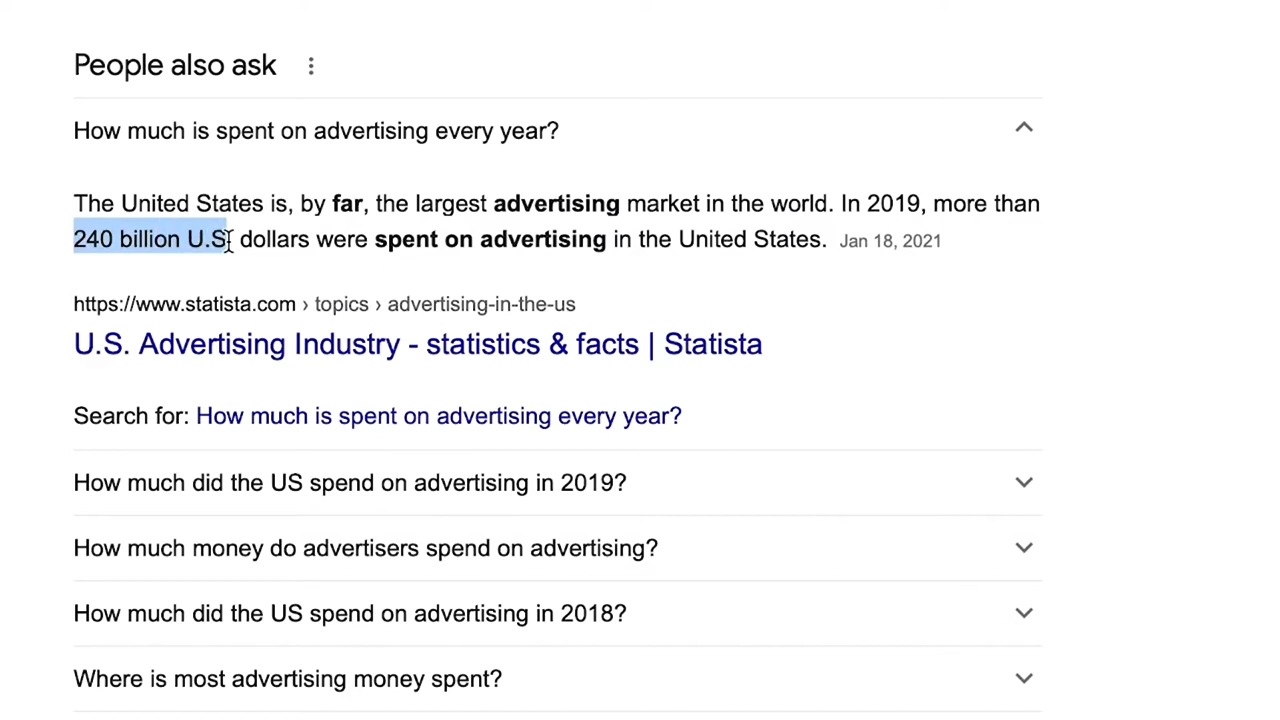 People also ask
How much is spent on advertising every year?
The United States is, by far, the largest advertising market in the world. In 2019, more than
240 billion U.S. dollars were spent on advertising in the United States. Jan 18, 2021
https://www.statista.com › topics › advertising-in-the-us
U.S. Advertising Industry - statistics & facts | Statista
Search for: How much is spent on advertising every year?
How much did the US spend on advertising in 2019?
How much money do advertisers spend on advertising?
How much did the US spend on advertising in 2018?
Where is most advertising money spent?